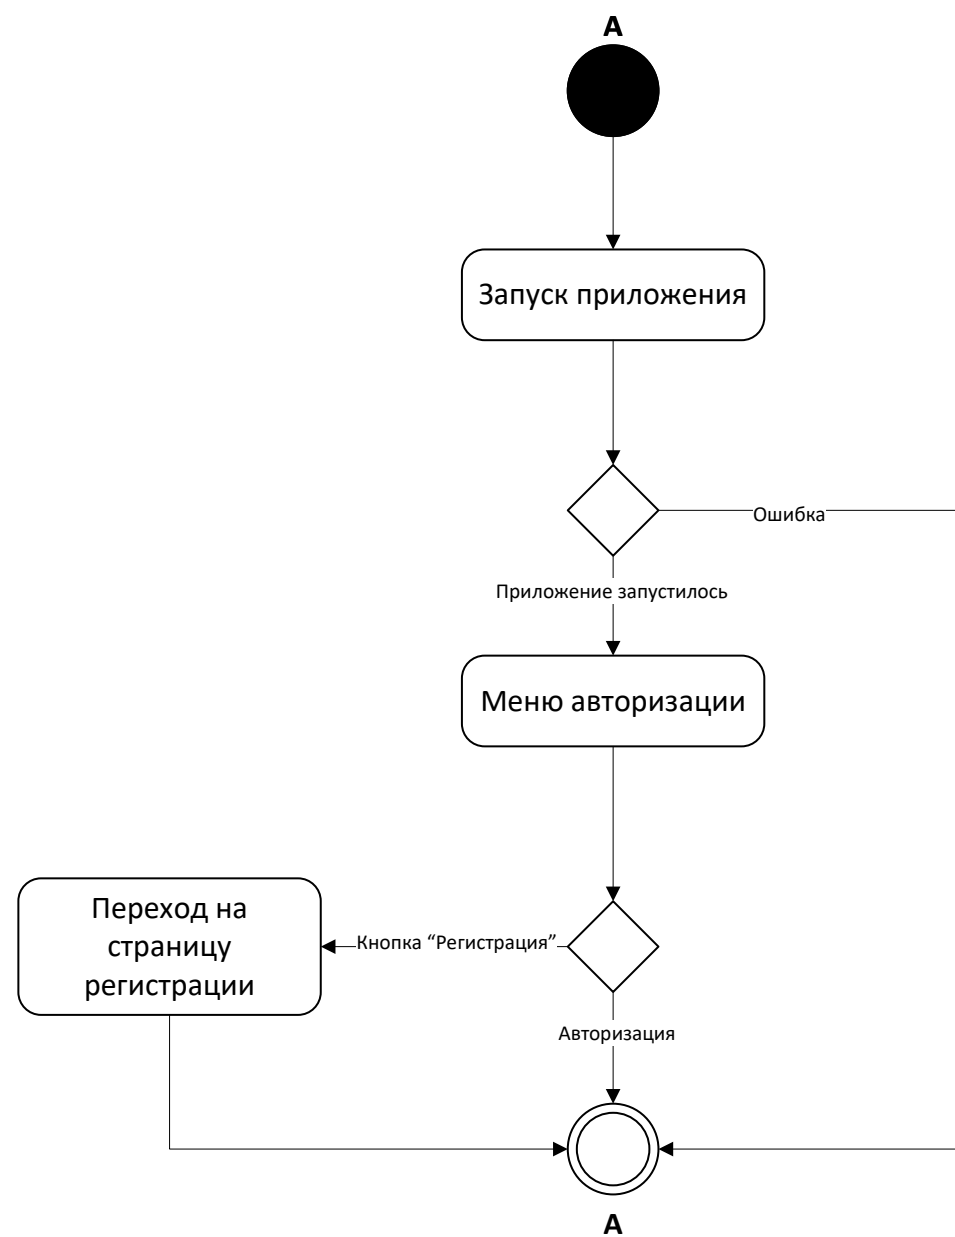 A
Запуск приложения
Ошибка
Приложение запустилось
Меню авторизации
Переход на
страницу
регистрации
Кнопка “Регистрация”
Авторизация
A